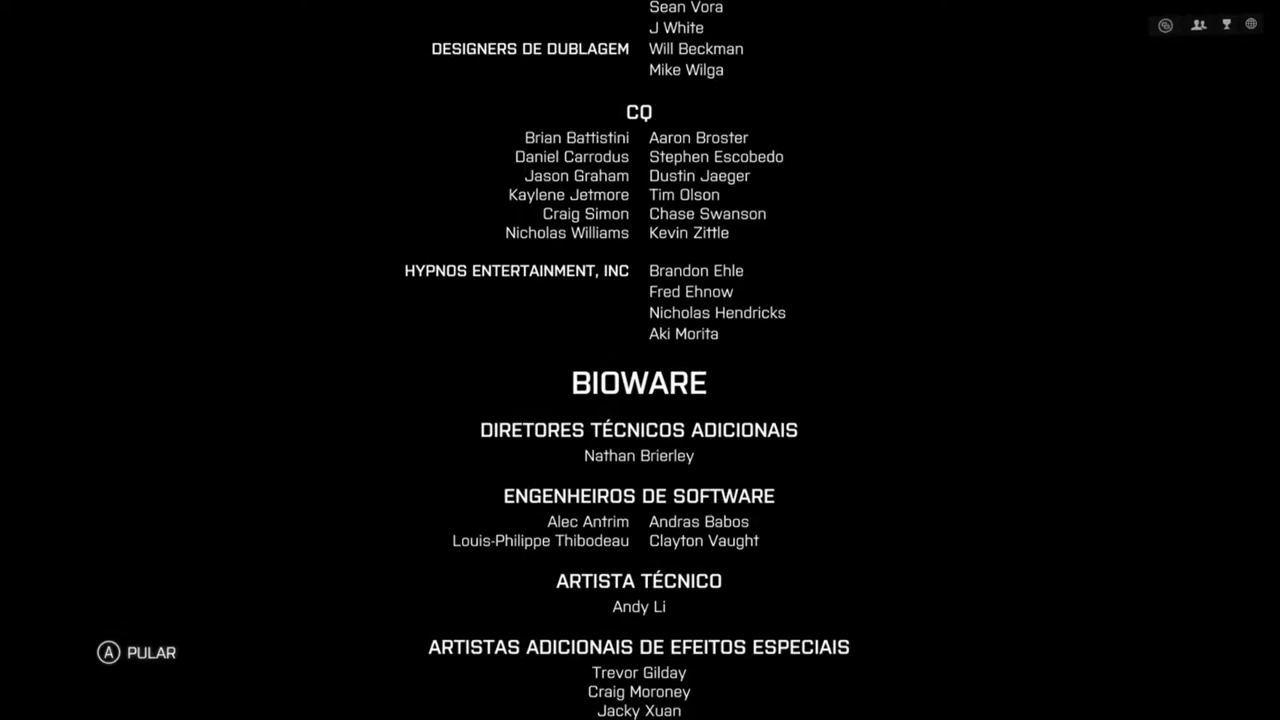 Sean Vora
J White
DESIGNERS DE DUBLAGEM Will Beckman
Mike Wilga
CQ
Brian Battistini Aaron Broster
Daniel Carrodus Stephen Escobedo
Jason Graham Dustin Jaeger
Kaylene Jetmore Tim Olson
Craig Simon Chase Swanson
Nicholas Williams Kevin Zittle
HYPNOS ENTERTAINMENT, INC Brandon Ehle
Fred Ehnow
Nicholas Hendricks
Aki Morita
BIOWARE
DIRETORES TÉCNICOS ADICIONAIS
Nathan Brierley
ENGENHEIROS DE SOFTWARE
Alec Antrim Andras Babos
Louis-Philippe Thibodeau Clayton Vaught
ARTISTA TÉCNICO
Andy Li
ARTISTAS ADICIONAIS DE EFEITOS ESPECIAIS
A PULAR
Trevor Gilday
Craig Moroney
Jacky Xuan